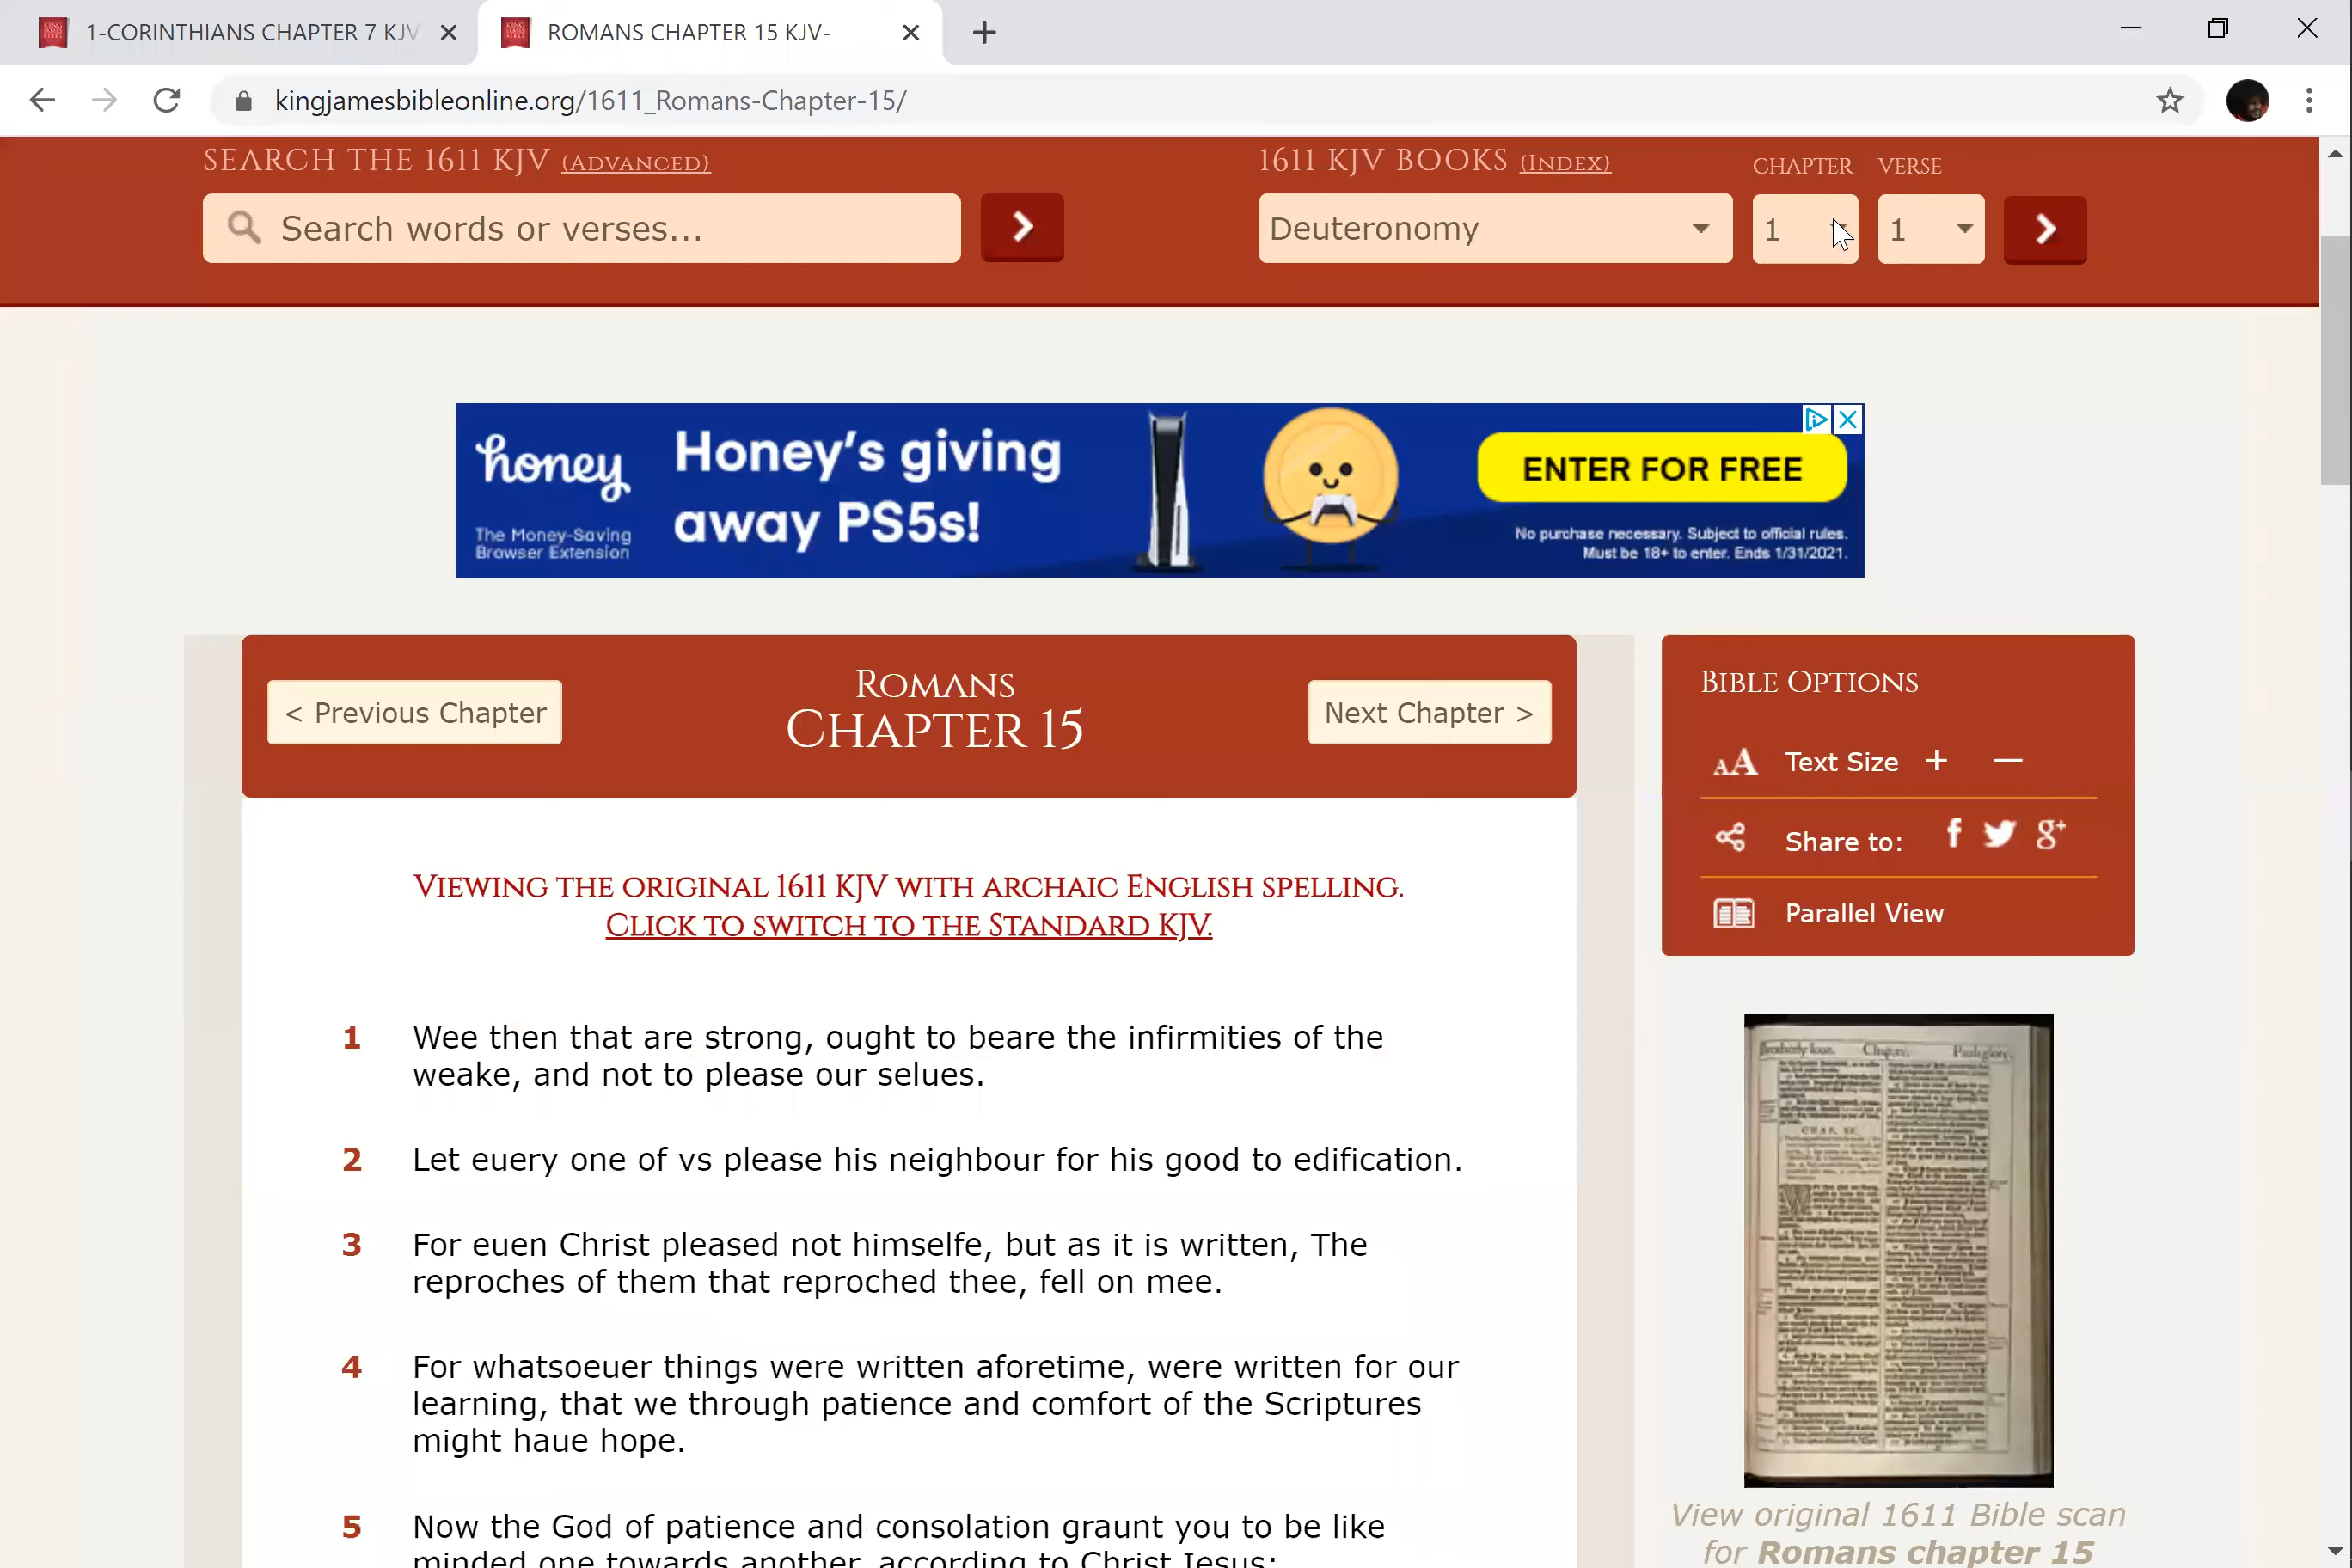 1-CORINTHIANS CHAPTER 7 KJV
ROMANS CHAPTER 15 KJV-
kingjamesbibleonline.org/1611_Romans-Chapter-15/
SEARCH THE 1611 KJV (ADVANCED)
1611 KJV BOOKS (INDEX)
CHAPTER
VERSE
Search words or verses...
Deuteronomy
1
1
honey
The Money-Saving
Browser Extension
Honey's giving
away PS5s!
ENTER FOR FREE
No purchase necessary. Subject to official rules.
Must be 18+ to enter. Ends 1/31/2021.
< Previous Chapter
ROMANS
CHAPTER 15
Next Chapter >
VIEWING THE ORIGINAL 1611 KJV WITH ARCHAIC ENGLISH SPELLING.
CLICK TO SWITCH TO THE STANDARD KJV.
1 Wee then that are strong, ought to beare the infirmities of the
weake, and not to please our selues.
2 Let euery one of vs please his neighbour for his good to edification.
3 For euen Christ pleased not himselfe, but as it is written, The
reproches of them that reproched thee, fell on mee.
4 For whatsoeuer things were written aforetime, were written for our
learning, that we through patience and comfort of the Scriptures
might haue hope.
5 Now the God of patience and consolation graunt you to be like
minded one towards another, according to Christ Iesus:
BIBLE OPTIONS
AA Text Size + —
Share to: f g+
Parallel View
View original 1611 Bible scan
for Romans chapter 15